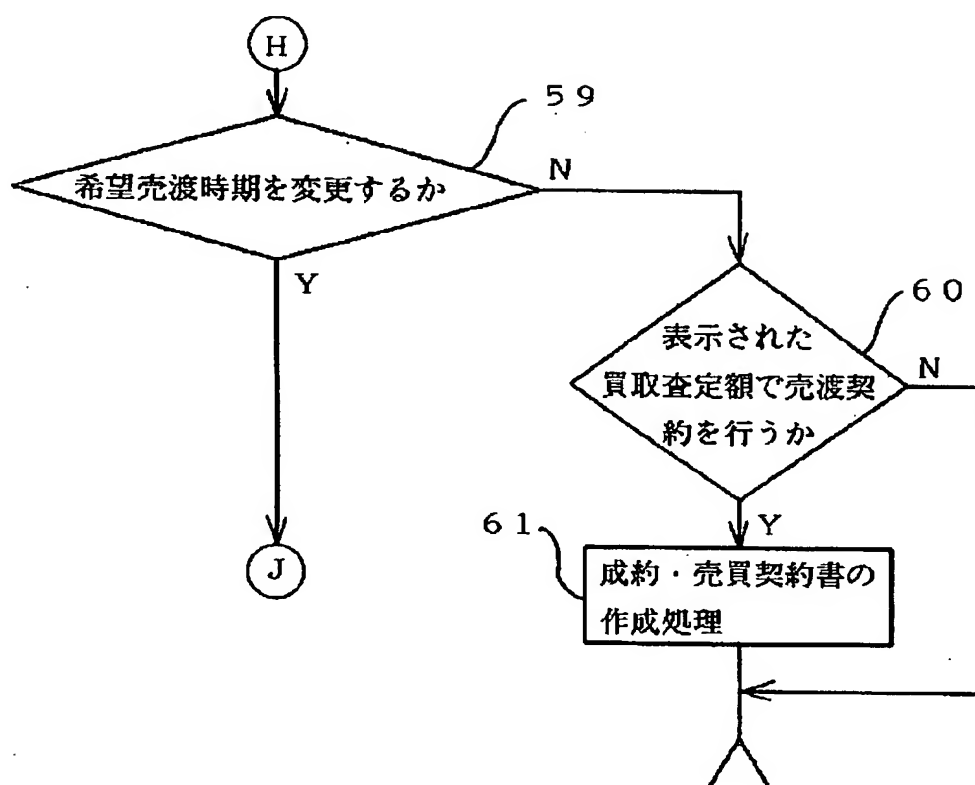 H
59
希望売渡時期を変更するか
N
Y
60
表示された
買取査定額で売渡契
約を行うか
N
Y
J
61
成約・売買契約書の
作成処理